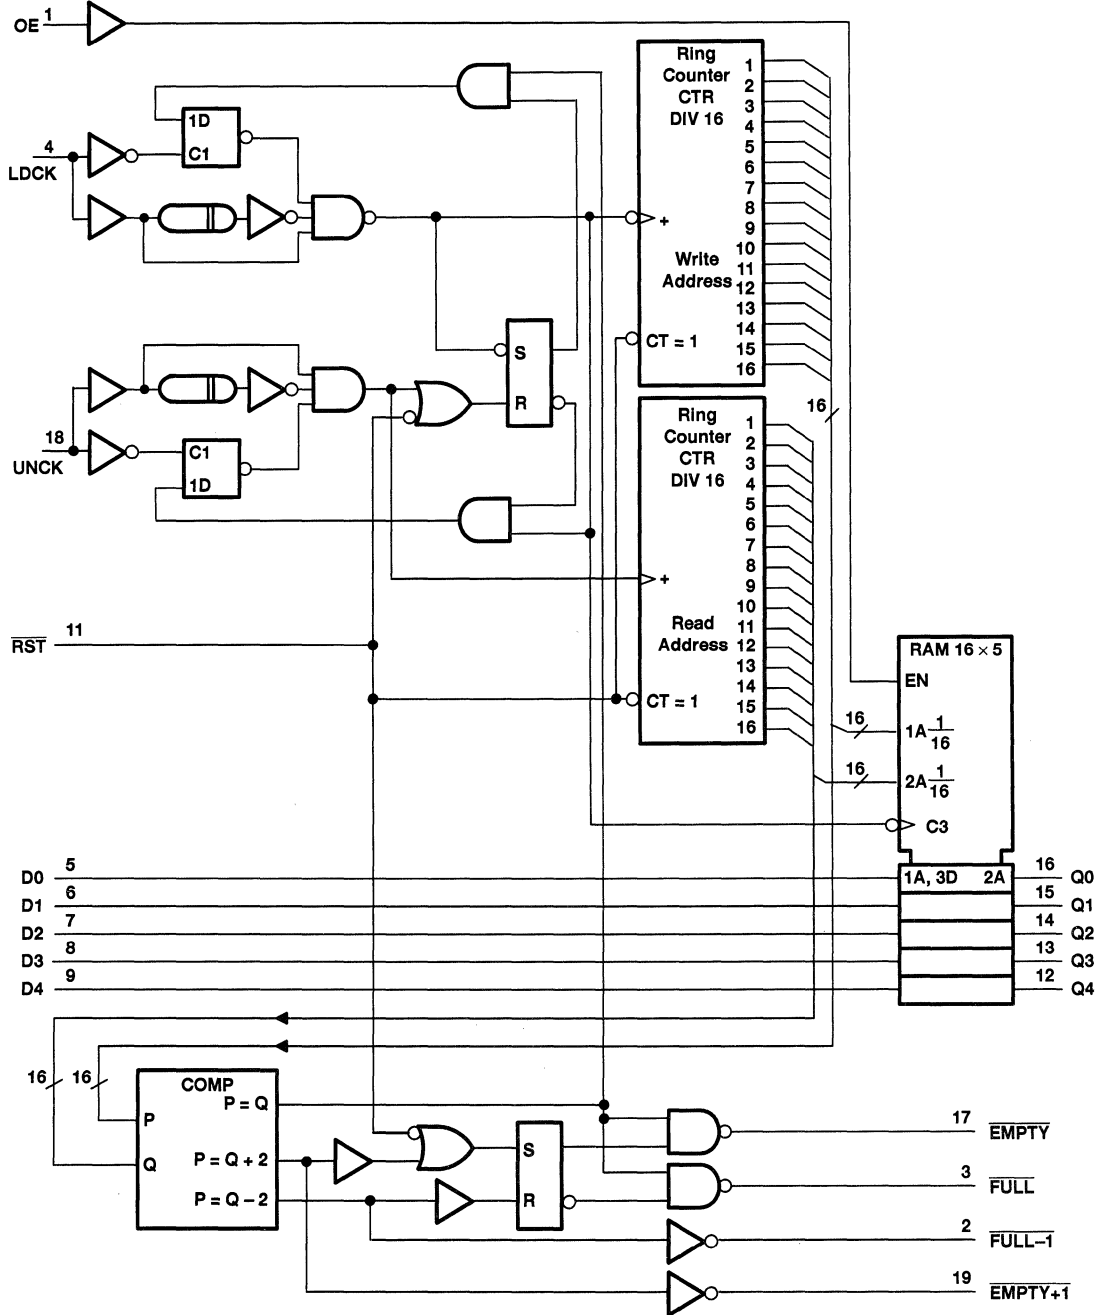 OE 1
Ring
Counter
CTR
DIV 16
1
2
3
4
5
6
7
8
9
10
11
12
13
14
15
16
+
Write
Address
CT = 1
1D
C1
4
LDCK
S
R
18
UNCK
C1
1D
16
Ring
Counter
CTR
DIV 16
1
2
3
4
5
6
7
8
9
10
11
12
13
14
15
16
+
Read
Address
CT = 1
RST 11
RAM 16 × 5
EN
16
1A 1/16
16
2A 1/16
C3
D0 5
1A, 3D 2A
16 Q0
D1 6
15 Q1
D2 7
14 Q2
D3 8
13 Q3
D4 9
12 Q4
16 16
COMP
P = Q
P
Q
P = Q + 2
P = Q – 2
S
R
17 EMPTY
3 FULL
2 FULL–1
19 EMPTY+1